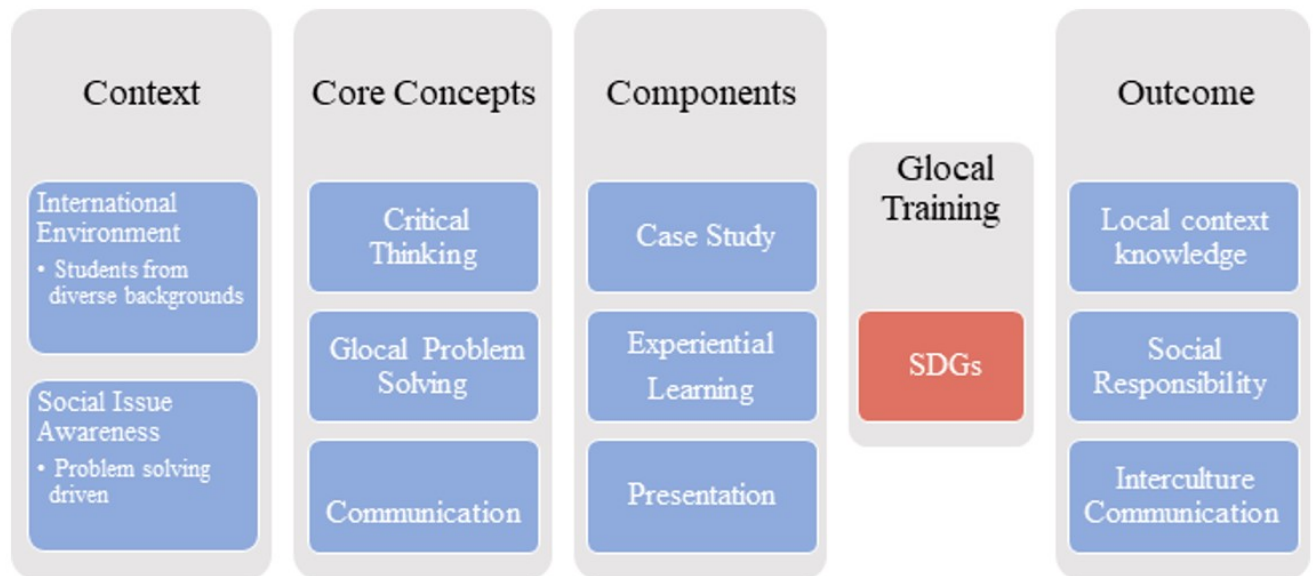 Context
International
Environment
• Students from
diverse backgrounds
Social Issue
Awareness
• Problem solving
driven
Core Concepts
Critical
Thinking
Glocal Problem
Solving
Communication
Components
Case Study
Experiential
Learning
Presentation
Glocal
Training
SDGs
Outcome
Local context
knowledge
Social
Responsibility
Interculture
Communication